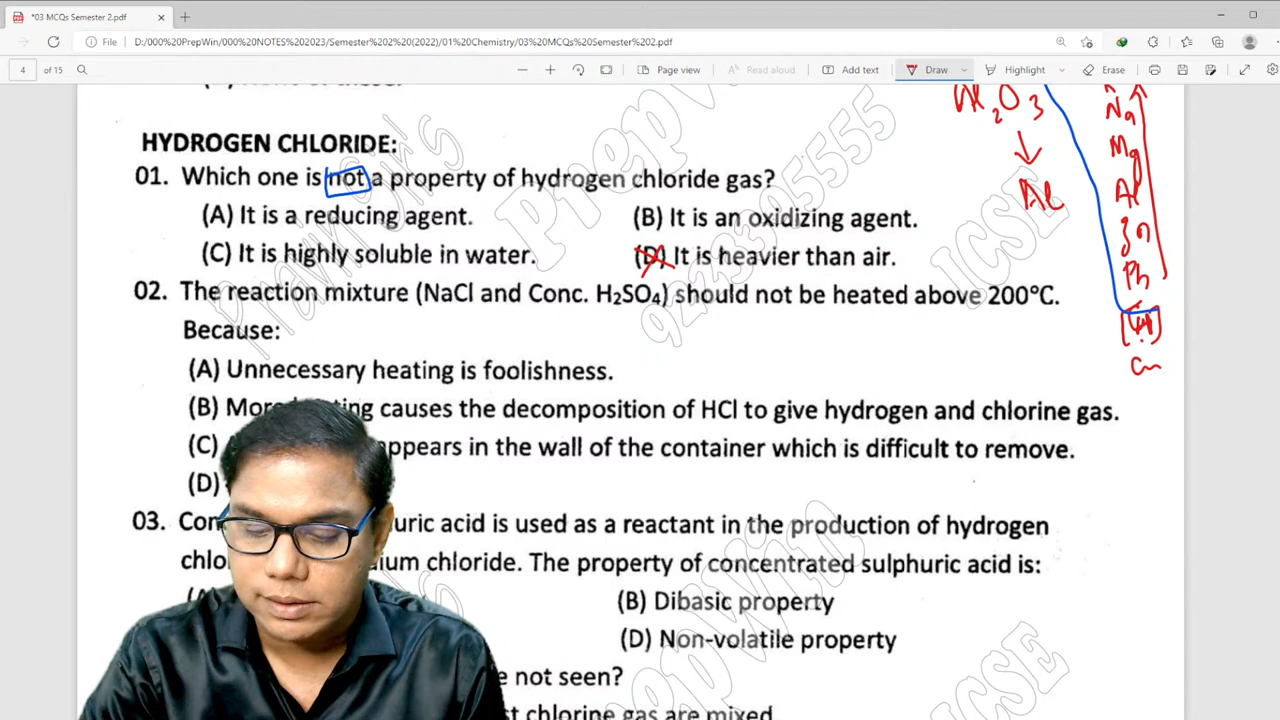 *03 MCQs Semester 2.pdf
File D:/000%20PrepWin/000%20NOTES%202023/Semester%202%20(2022)/01%20Chemistry/03%20MCQs%20Semester%202.pdf
4 of 15 Page view Read aloud Add text Draw Highlight Erase
Al2O3
Al
Na
Mg
Al
Zn
Pb
Cu
HYDROGEN CHLORIDE:
01. Which one is not a property of hydrogen chloride gas?
(A) It is a reducing agent. (B) It is an oxidizing agent.
(C) It is highly soluble in water. (D) It is heavier than air.
02. The reaction mixture (NaCl and Conc. H₂SO₄) should not be heated above 200°C.
Because:
(A) Unnecessary heating is foolishness.
(B) More causes the decomposition of HCl to give hydrogen and chlorine gas.
(C) appears in the wall of the container which is difficult to remove.
(D)
03. uric acid is used as a reactant in the production of hydrogen
chlo ium chloride. The property of concentrated sulphuric acid is:
(B) Dibasic property
(D) Non-volatile property
not seen?
chlorine gas are mixed.
PrepWin
9223305555
ICSE
PrepWin
ICSE